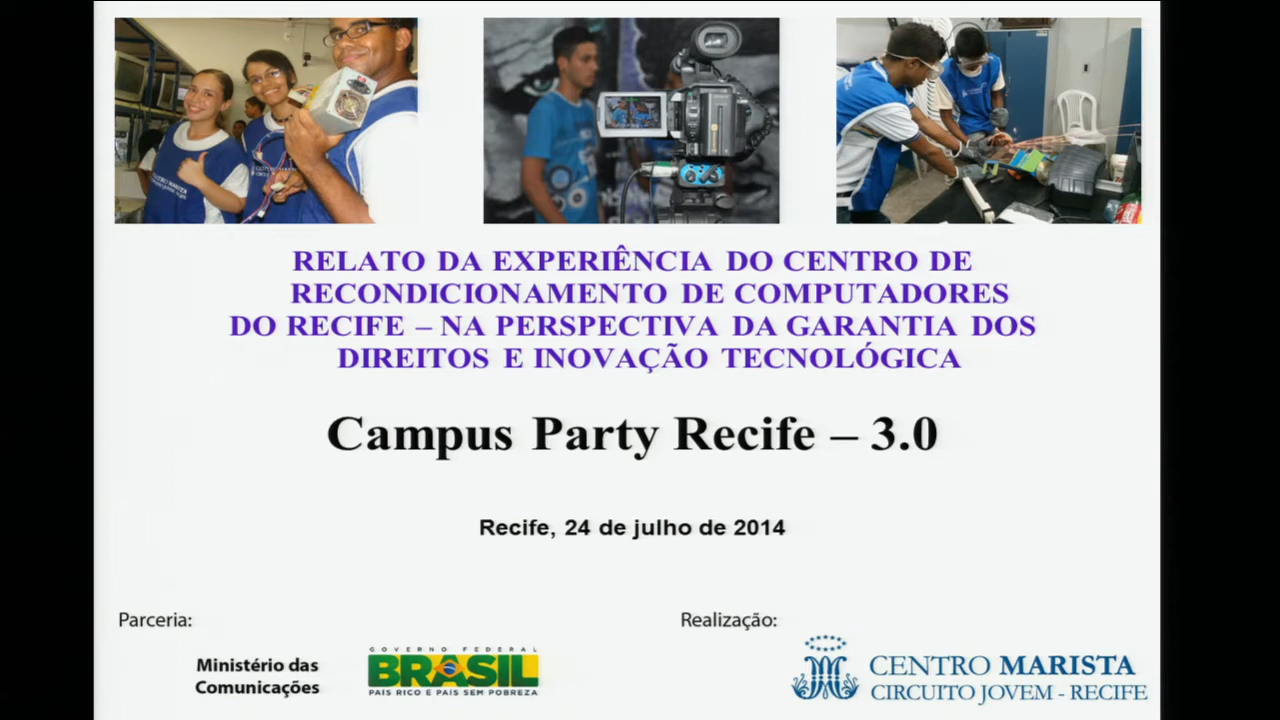 CENTRO MARISTA
RELATO DA EXPERIÊNCIA DO CENTRO DE
RECONDICIONAMENTO DE COMPUTADORES
DO RECIFE – NA PERSPECTIVA DA GARANTIA DOS
DIREITOS E INOVAÇÃO TECNOLÓGICA
Campus Party Recife – 3.0
Recife, 24 de julho de 2014
Parceria:
Realização:
Ministério das
Comunicações
GOVERNO FEDERAL
BRASIL
PAÍS RICO É PAÍS SEM POBREZA
CENTRO MARISTA
CIRCUITO JOVEM - RECIFE